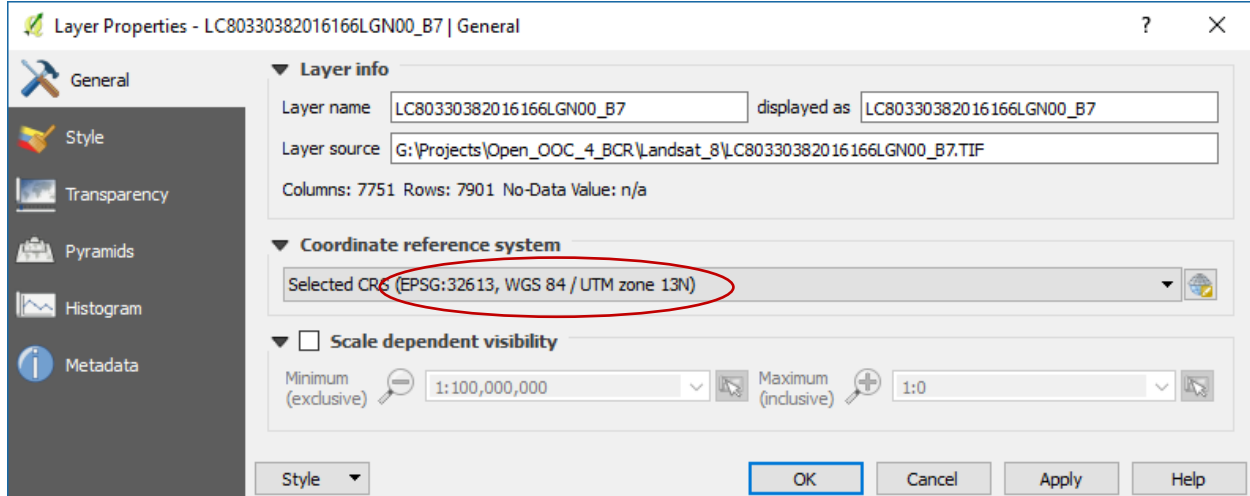 Layer Properties - LC80330382016166LGN00_B7 | General
? X
General
Style
Transparency
Pyramids
Histogram
Metadata
Layer info
Layer name LC80330382016166LGN00_B7 displayed as LC80330382016166LGN00_B7
Layer source G:\Projects\Open_OOC_4_BCR\Landsat_8\LC80330382016166LGN00_B7.TIF
Columns: 7751 Rows: 7901 No-Data Value: n/a
Coordinate reference system
Selected CRS (EPSG:32613, WGS 84 / UTM zone 13N)
Scale dependent visibility
Minimum (exclusive) 1:100,000,000 Maximum (inclusive) 1:0
Style OK Cancel Apply Help